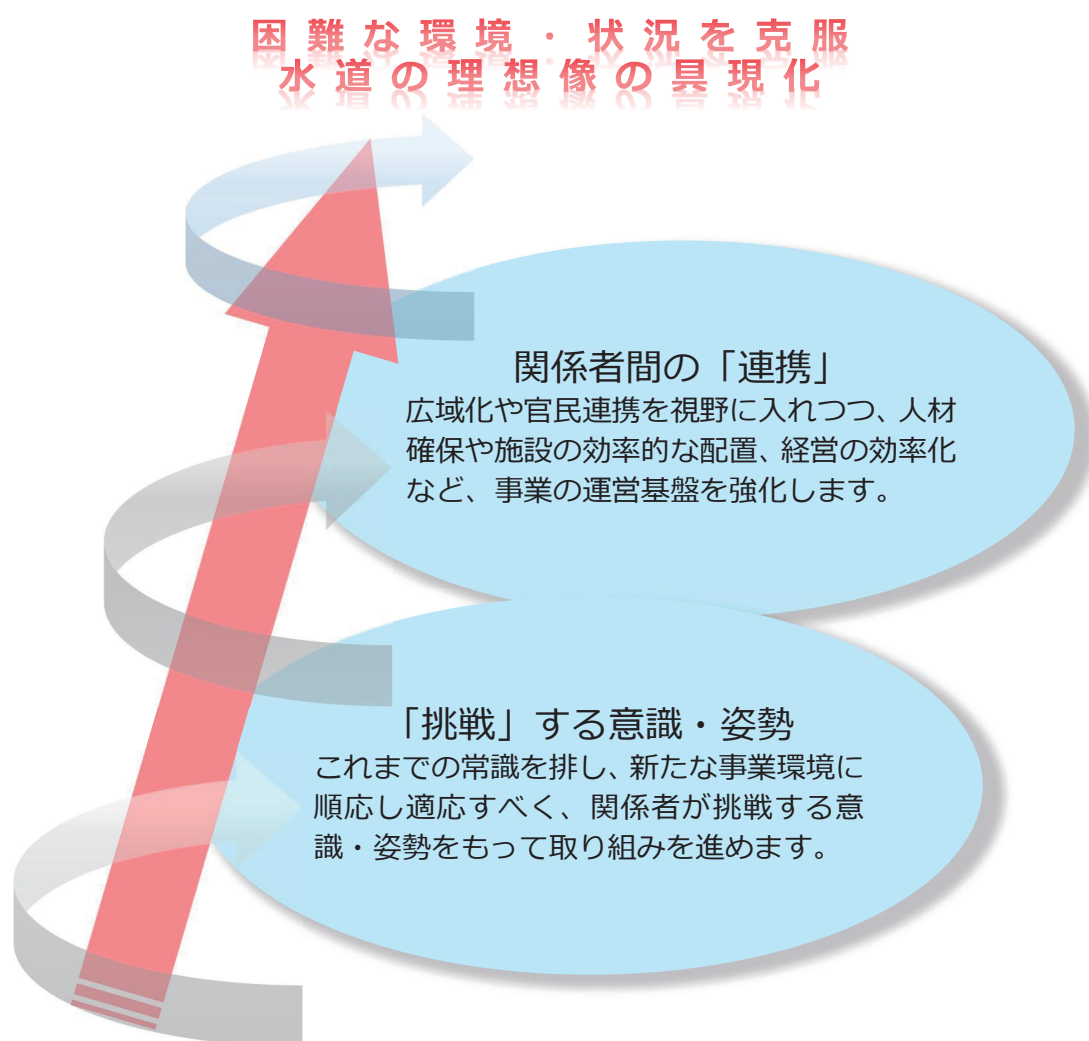 困難な環境・状況を克服
水道の理想像の具現化
関係者間の「連携」
広域化や官民連携を視野に入れつつ、人材
確保や施設の効率的な配置、経営の効率化
など、事業の運営基盤を強化します。
「挑戦」する意識・姿勢
これまでの常識を排し、新たな事業環境に
順応し適応すべく、関係者が挑戦する意
識・姿勢をもって取り組みを進めます。